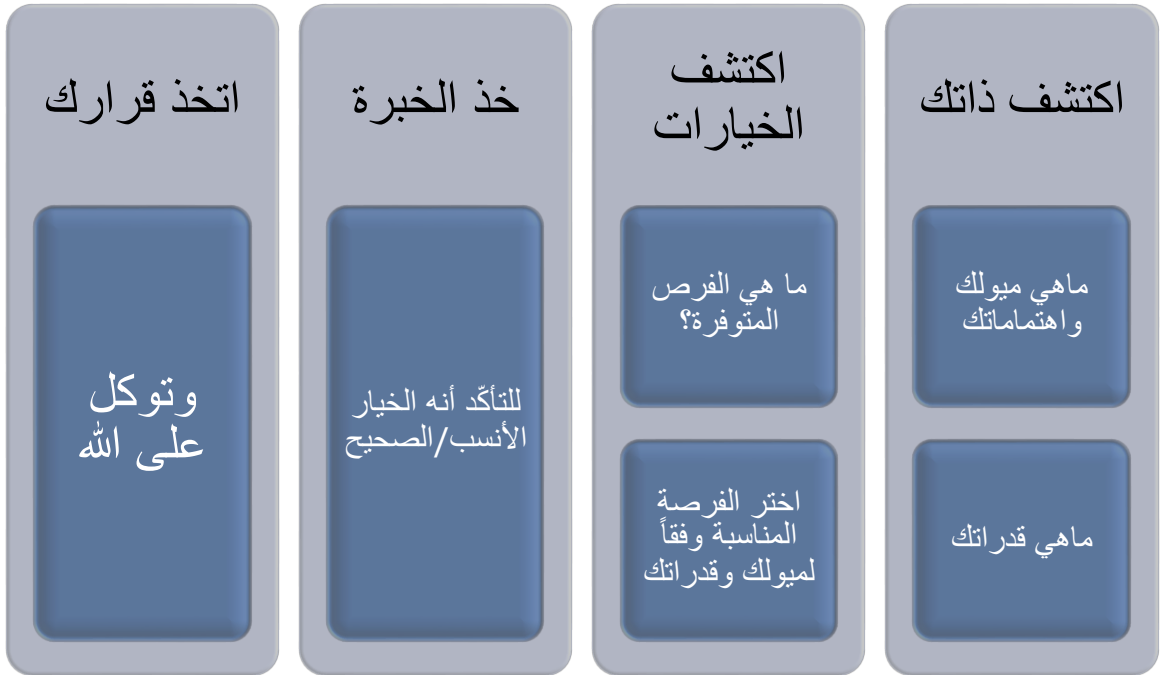 اكتشف ذاتك
ماهي ميولك
واهتماماتك
ماهي قدراتك
اكتشف
الخيارات
ما هي الفرص
المتوفرة؟
اختر الفرصة
المناسبة وفقاً
لميولك وقدراتك
خذ الخبرة
للتأكّد أنه الخيار
الأنسب/الصحيح
اتخذ قرارك
وتوكل
على الله